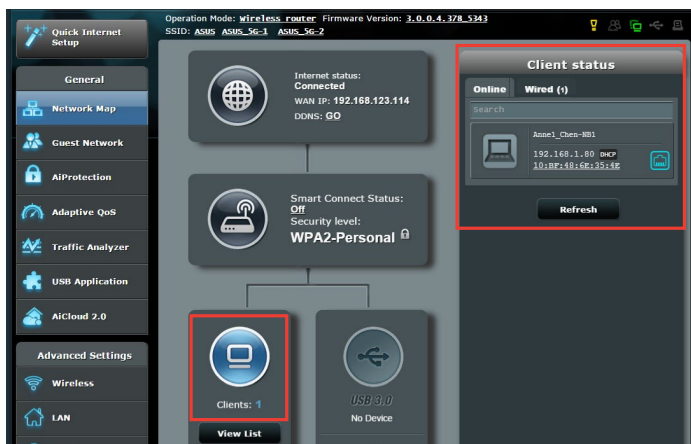 Operation Mode: Wireless router Firmware Version: 3.0.0.4.378_5343
SSID: ASUS ASUS_5G-1 ASUS_5G-2
Quick Internet
Setup
General
Network Map
Guest Network
AiProtection
Adaptive QoS
Traffic Analyzer
USB Application
AiCloud 2.0
Advanced Settings
Wireless
LAN
Internet status:
Connected
WAN IP: 192.168.123.114
DDNS: GO
Smart Connect Status:
Off
Security level:
WPA2-Personal
Clients: 1
View List
USB 3.0
No Device
Client status
Online Wired (1)
Search
Annel_Chen-NB1
192.168.1.80 DHCP
10:BF:48:6E:35:4E
Refresh